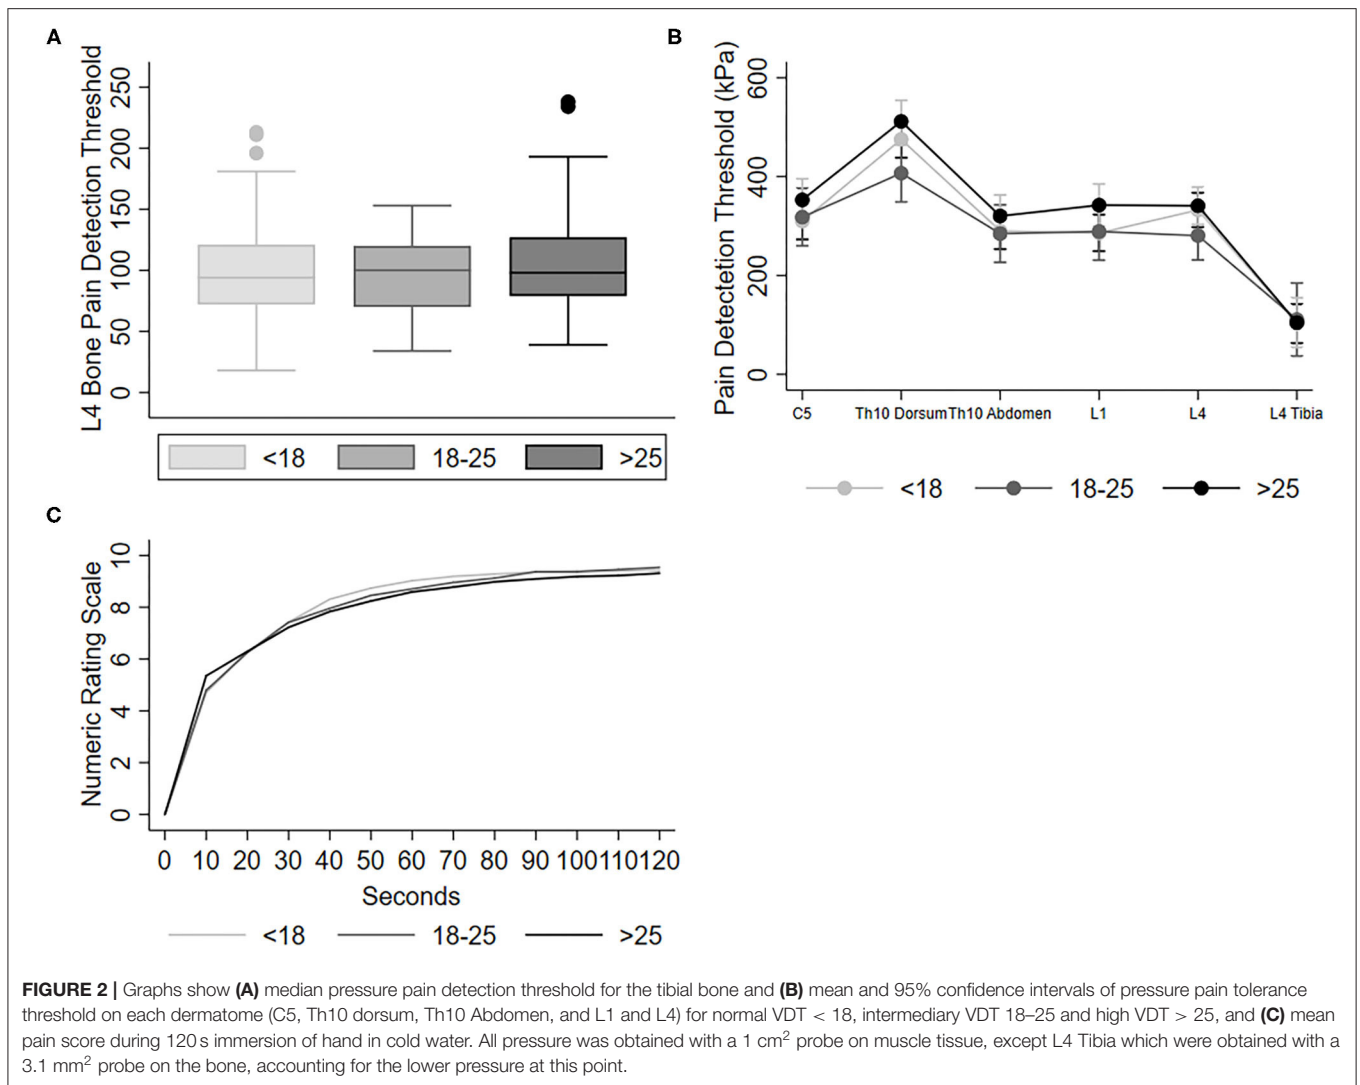 A
L4 Bone Pain Detection Threshold
250
200
150
100
50
0
<18 18-25 >25
B
Pain Detectetion Threshold (kPa)
600
400
200
0
C5 Th10 Dorsum Th10 Abdomen L1 L4 L4 Tibia
<18 18-25 >25
C
Numeric Rating Scale
10
8
6
4
2
0
0 10 20 30 40 50 60 70 80 90 100 110 120
Seconds
<18 18-25 >25
FIGURE 2 | Graphs show (A) median pressure pain detection threshold for the tibial bone and (B) mean and 95% confidence intervals of pressure pain tolerance
threshold on each dermatome (C5, Th10 dorsum, Th10 Abdomen, and L1 and L4) for normal VDT < 18, intermediary VDT 18–25 and high VDT > 25, and (C) mean
pain score during 120 s immersion of hand in cold water. All pressure was obtained with a 1 cm² probe on muscle tissue, except L4 Tibia which were obtained with a
3.1 mm² probe on the bone, accounting for the lower pressure at this point.